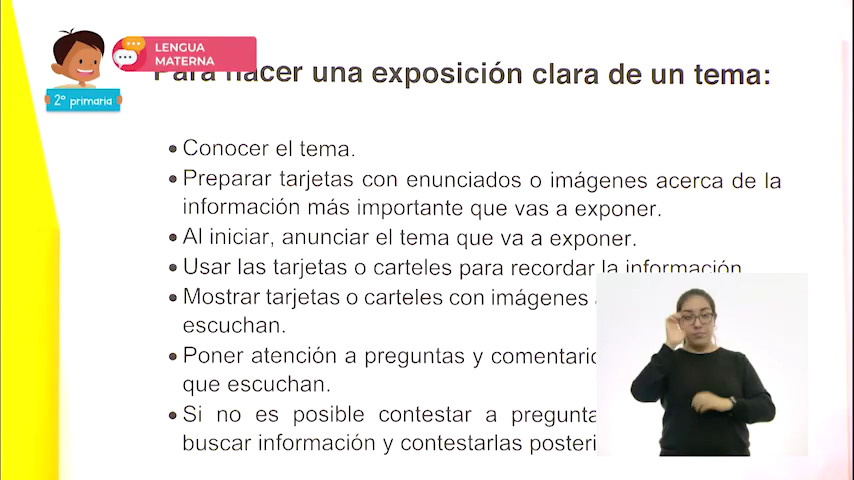 LENGUA
MATERNA
2° primaria
Para hacer una exposición clara de un tema:
Conocer el tema.
Preparar tarjetas con enunciados o imágenes acerca de la
información más importante que vas a exponer.
Al iniciar, anunciar el tema que va a exponer.
Usar las tarjetas o carteles para recordar la información
Mostrar tarjetas o carteles con imágenes
escuchan.
Poner atención a preguntas y
que escuchan.
Si no es posible contestar a
buscar información y contestarlas